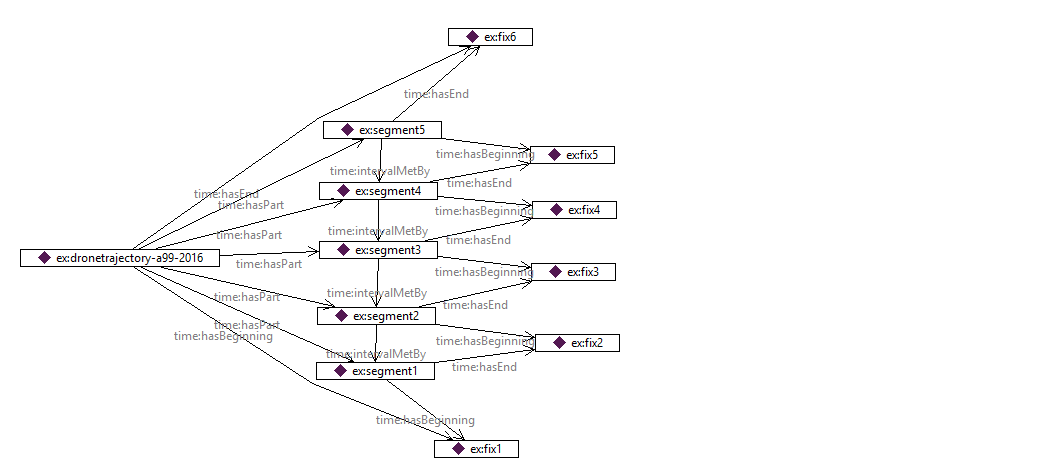 ex:fix6
time:hasEnd
ex:segment5
time:hasBeginning
ex:fix5
time:intervalMetBy
time:hasEnd
ex:segment4
time:hasEnd
time:hasPart
time:hasBeginning
ex:fix4
time:hasPart
time:intervalMetBy
time:hasEnd
ex:segment3
ex:dronetrajectory-a99-2016
time:hasPart
time:hasBeginning
ex:fix3
time:hasPart
time:intervalMetBy
time:hasEnd
ex:segment2
time:hasPart
time:hasBeginning
time:hasBeginning
ex:fix2
time:intervalMetBy
time:hasEnd
ex:segment1
time:hasBeginning
ex:fix1